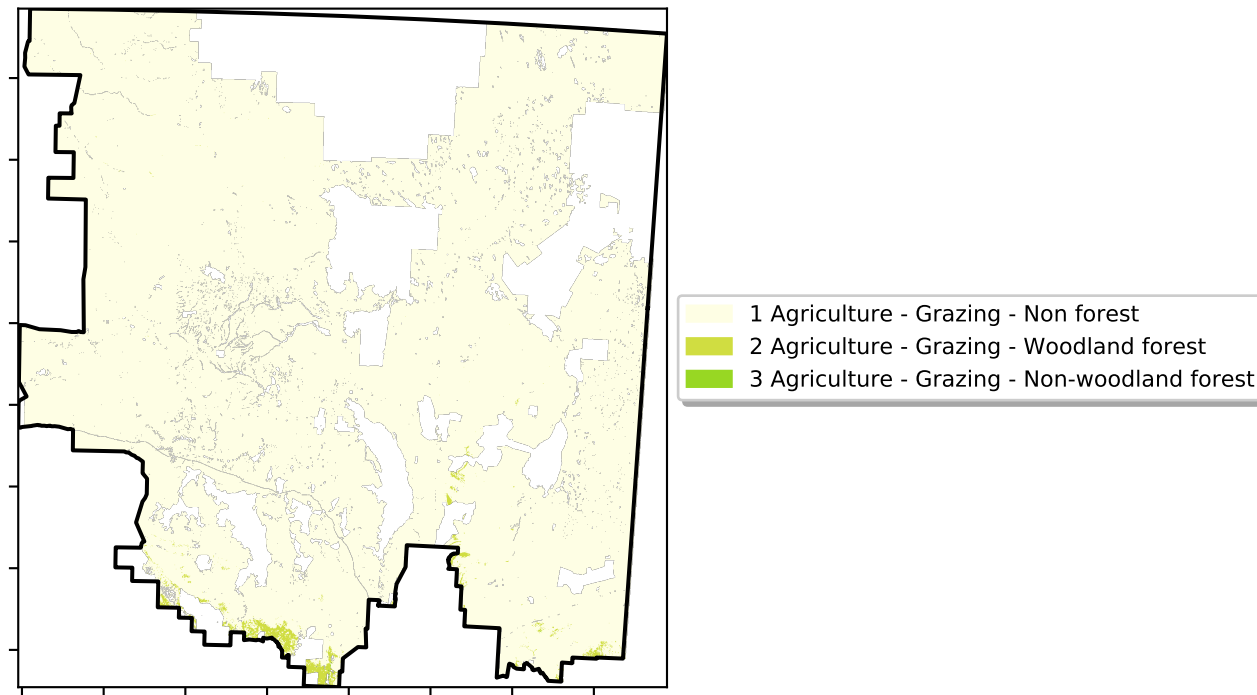 1 Agriculture - Grazing - Non forest
2 Agriculture - Grazing - Woodland forest
3 Agriculture - Grazing - Non-woodland forest